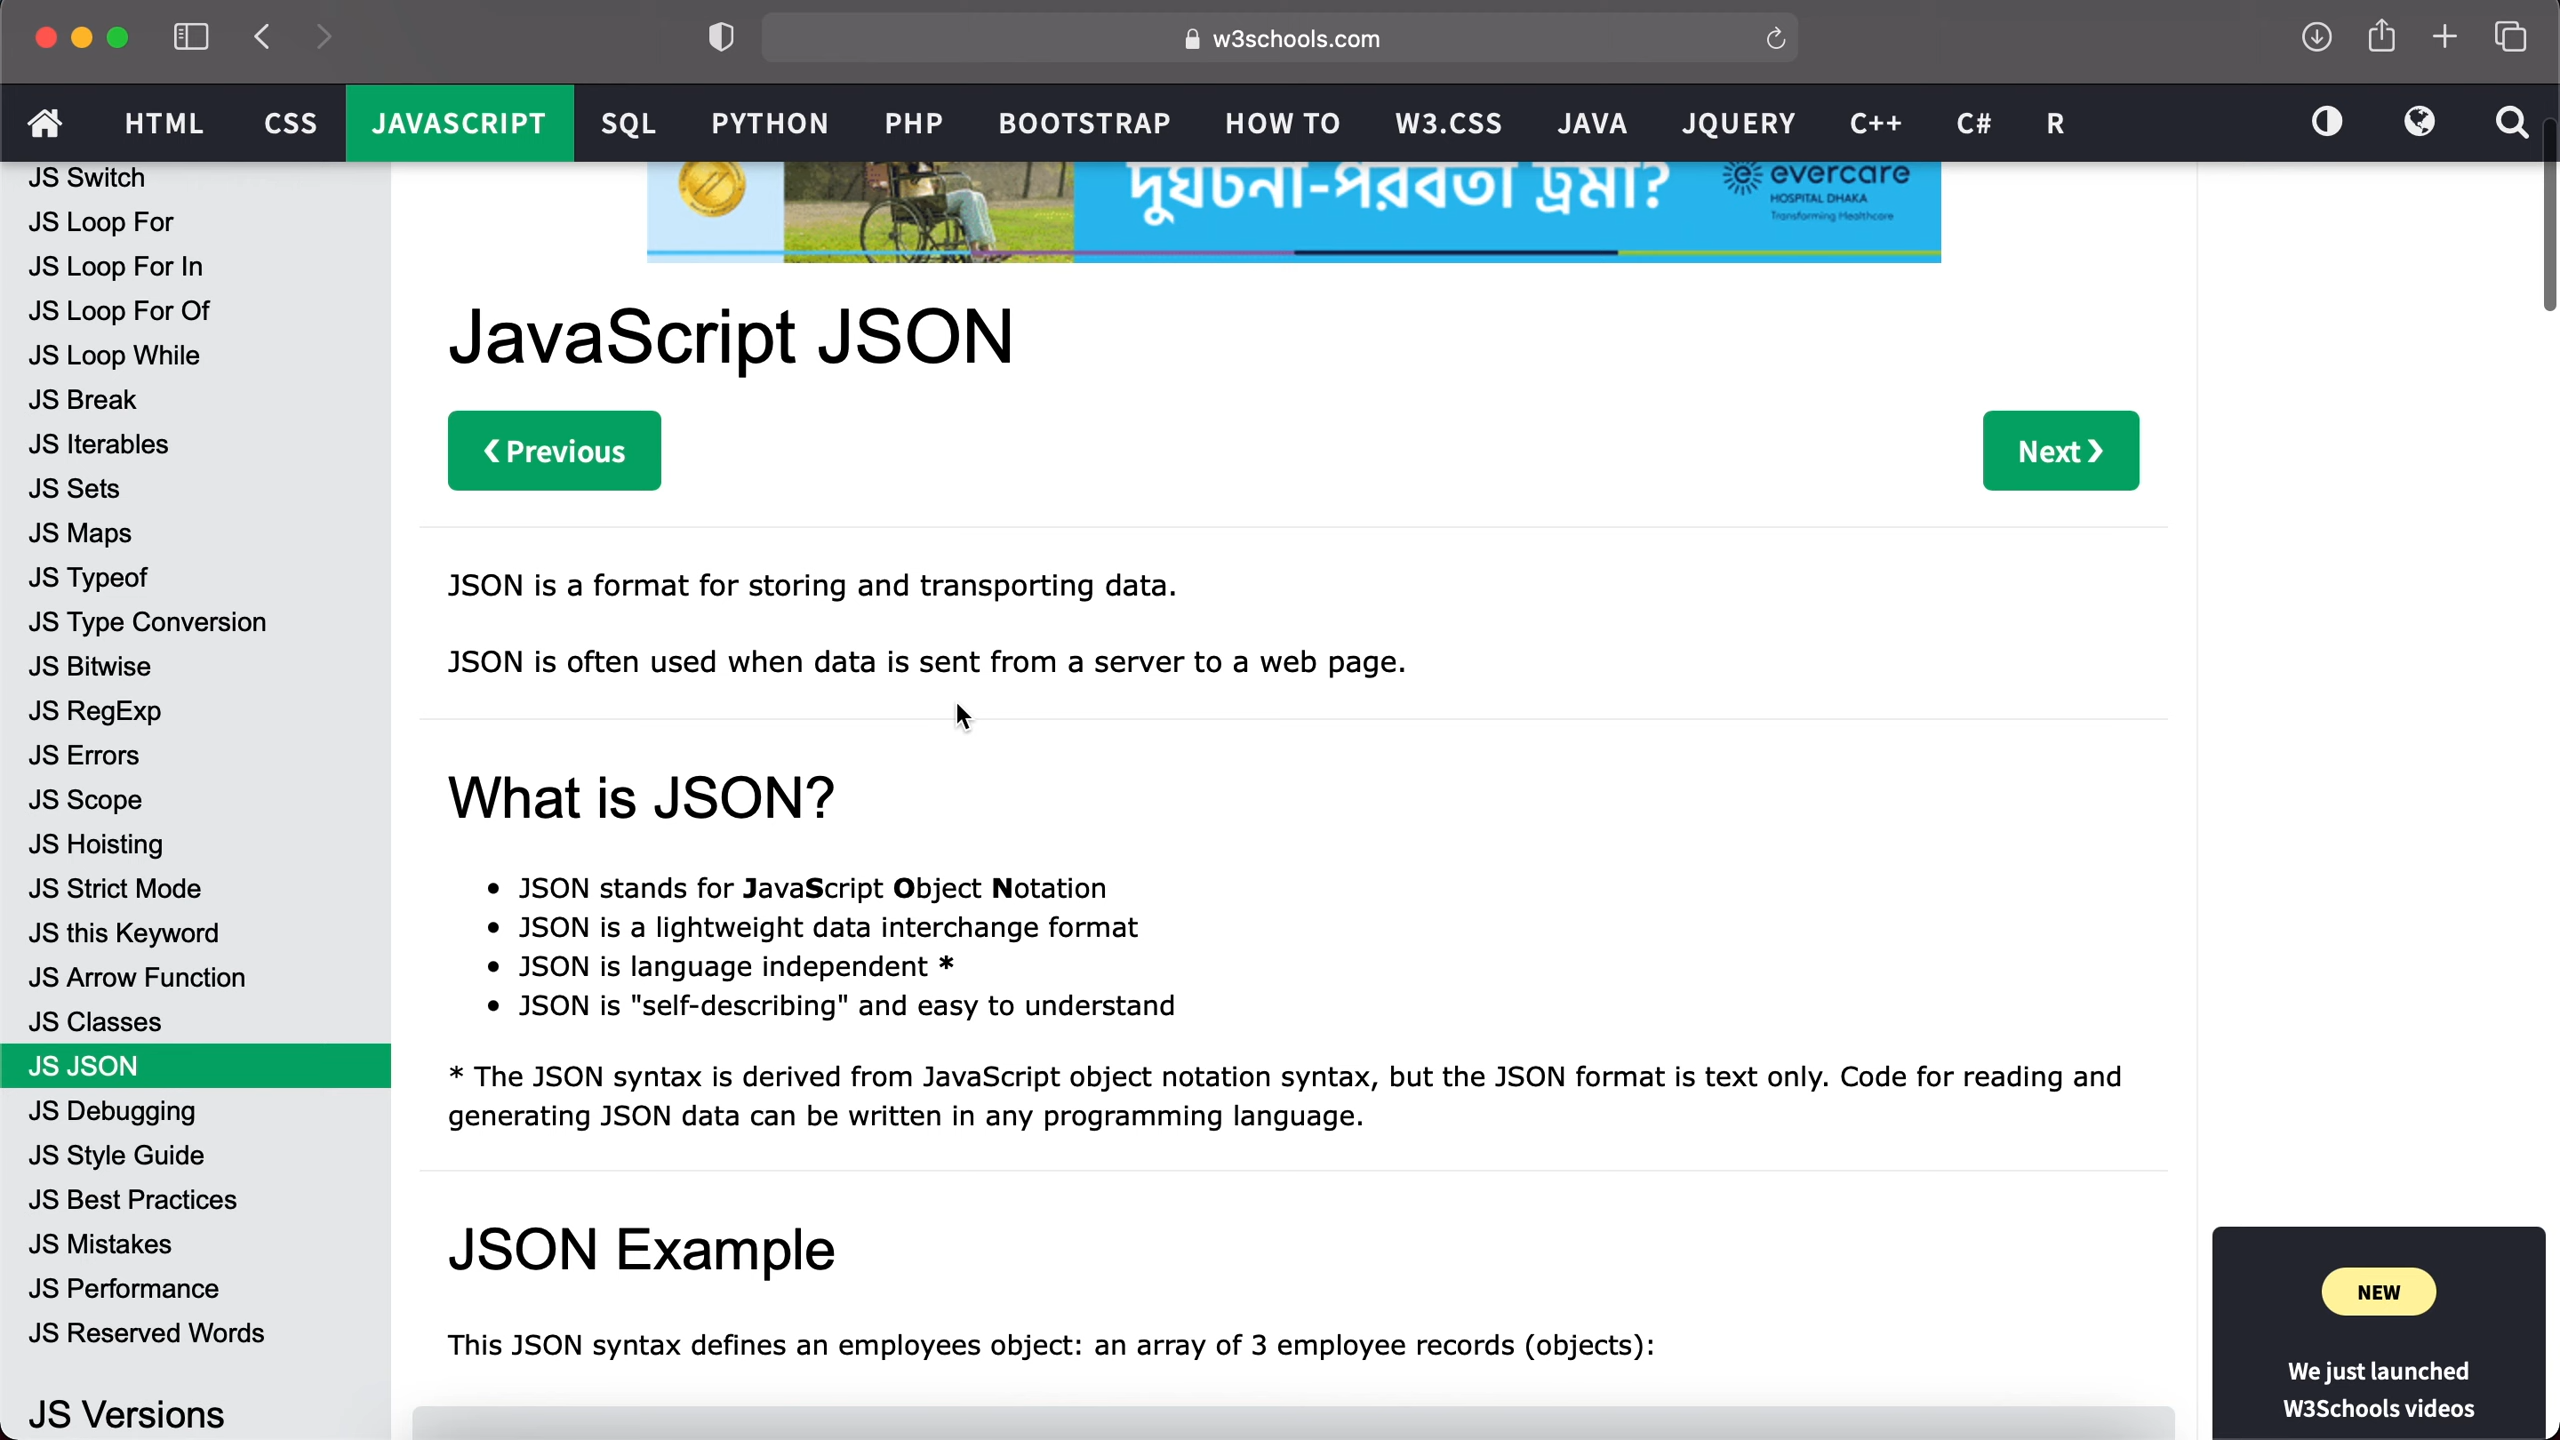 w3schools.com
HTML CSS JAVASCRIPT SQL PYTHON PHP BOOTSTRAP HOW TO W3.CSS JAVA JQUERY C++ C# R
দুর্ঘটনা-পরবর্তী ট্রমা?
evercare
HOSPITAL DHAKA
Transforming Healthcare
JS Switch
JS Loop For
JS Loop For In
JS Loop For Of
JS Loop While
JS Break
JS Iterables
JS Sets
JS Maps
JS Typeof
JS Type Conversion
JS Bitwise
JS RegExp
JS Errors
JS Scope
JS Hoisting
JS Strict Mode
JS this Keyword
JS Arrow Function
JS Classes
JS JSON
JS Debugging
JS Style Guide
JS Best Practices
JS Mistakes
JS Performance
JS Reserved Words
JS Versions
JavaScript JSON
❮ Previous
Next ❯
JSON is a format for storing and transporting data.
JSON is often used when data is sent from a server to a web page.
What is JSON?
• JSON stands for JavaScript Object Notation
• JSON is a lightweight data interchange format
• JSON is language independent *
• JSON is "self-describing" and easy to understand
* The JSON syntax is derived from JavaScript object notation syntax, but the JSON format is text only. Code for reading and
generating JSON data can be written in any programming language.
JSON Example
This JSON syntax defines an employees object: an array of 3 employee records (objects):
NEW
We just launched
W3Schools videos